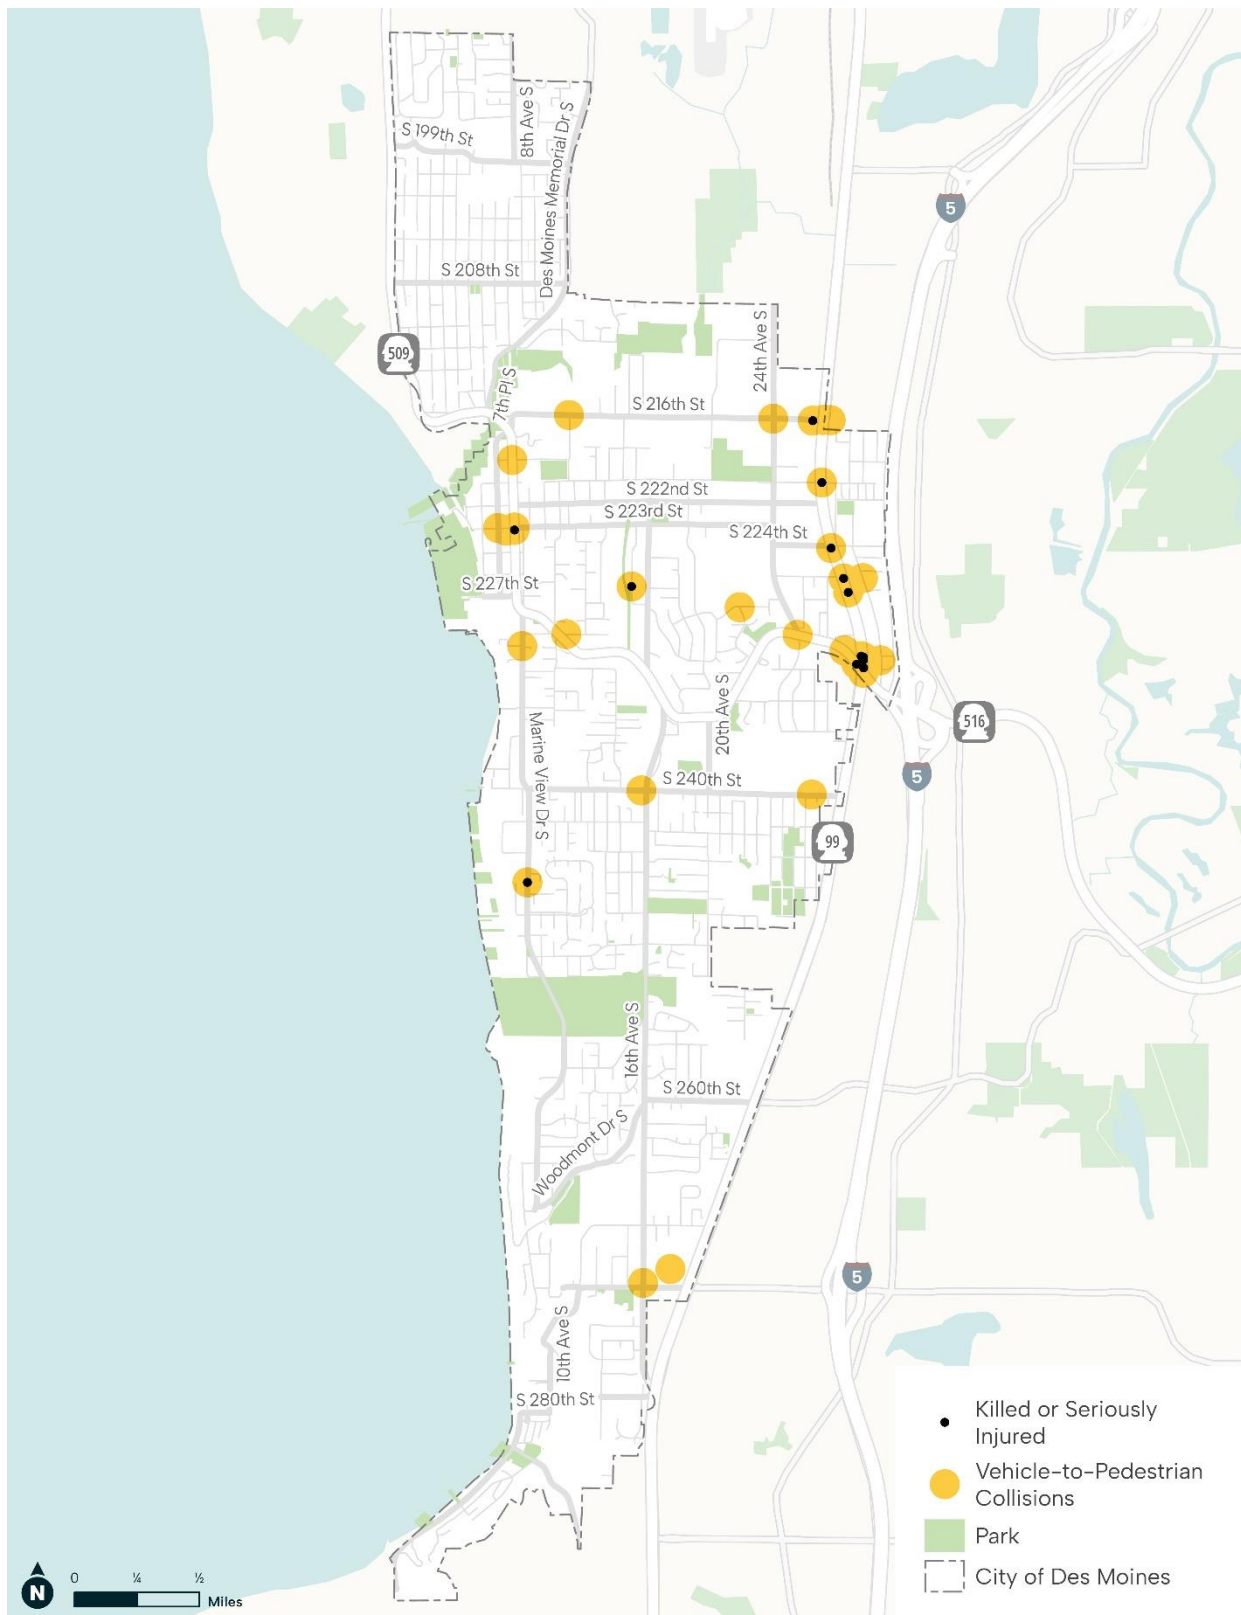 S 199th St
8th Ave S
Des Moines Memorial Dr S
5
S 208th St
509
7th Pl S
24th Ave S
S 216th St
S 222nd St
S 223rd St
S 224th St
S 227th St
20th Ave S
516
Marine View Dr S
S 240th St
5
99
16th Ave S
S 260th St
Woodmont Dr S
5
10th Ave S
S 280th St
Killed or Seriously
Injured
Vehicle-to-Pedestrian
Collisions
Park
City of Des Moines
N
0 ¼ ½
Miles